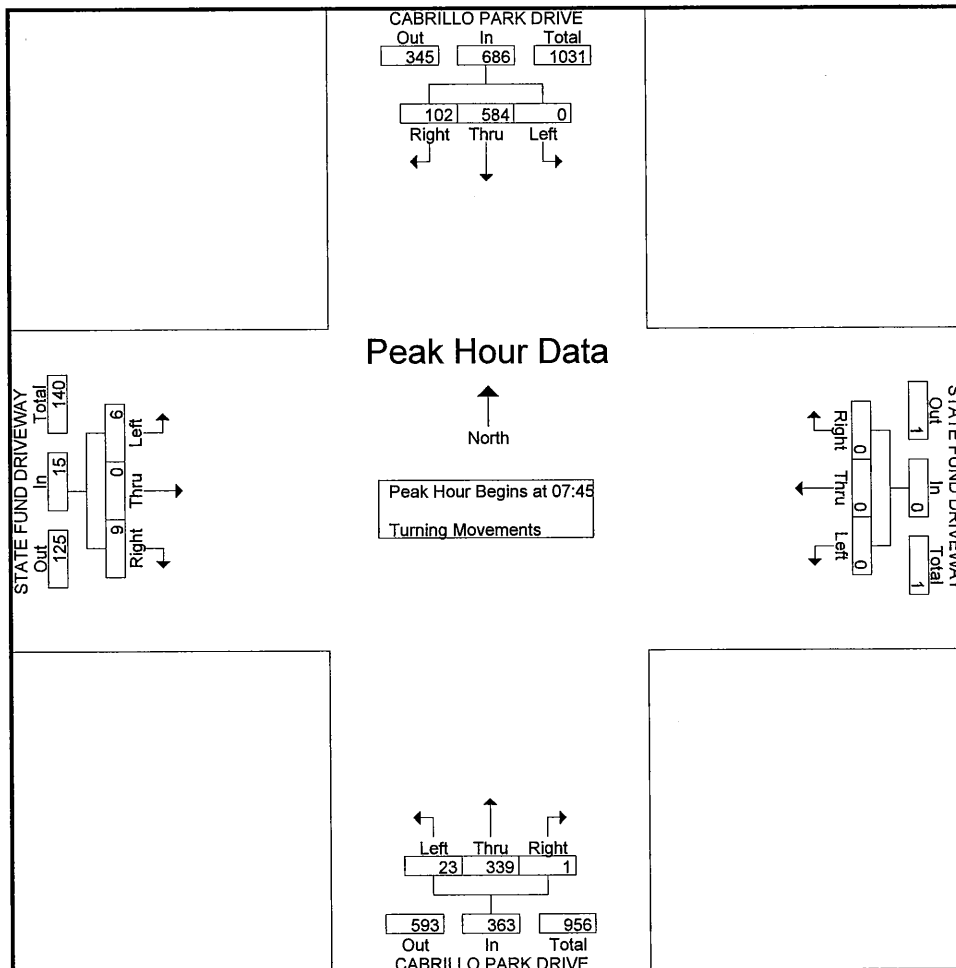 CABRILLO PARK DRIVE
Out In Total
345 686 1031
102 584 0
Right Thru Left
Peak Hour Data
North
Peak Hour Begins at 07:45
Turning Movements
STATE FUND DRIVEWAY
Out In Total
125 15 140
6 0 9
Left Thru Right
STATE FUND DRIVEWAY
Out In Total
1 0 1
0 0 0
Right Thru Left
Left Thru Right
23 339 1
593 363 956
Out In Total
CABRILLO PARK DRIVE